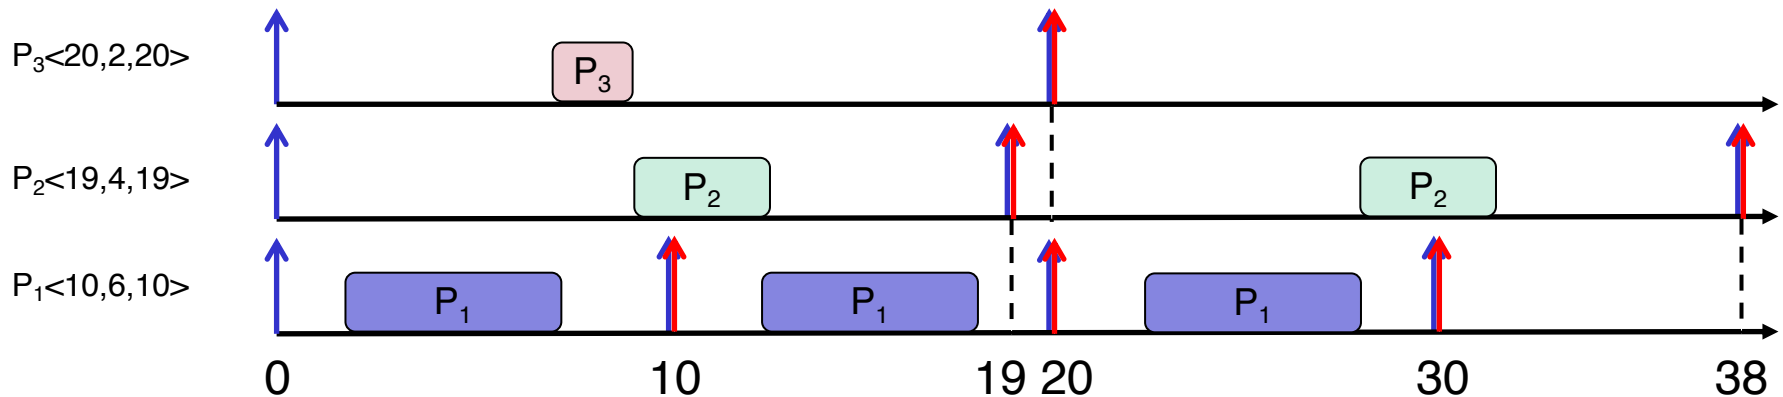 P₃<20,2,20>
P₃
P₂<19,4,19>
P₂
P₂
P₁<10,6,10>
P₁
P₁
P₁
0 10 19 20 30 38